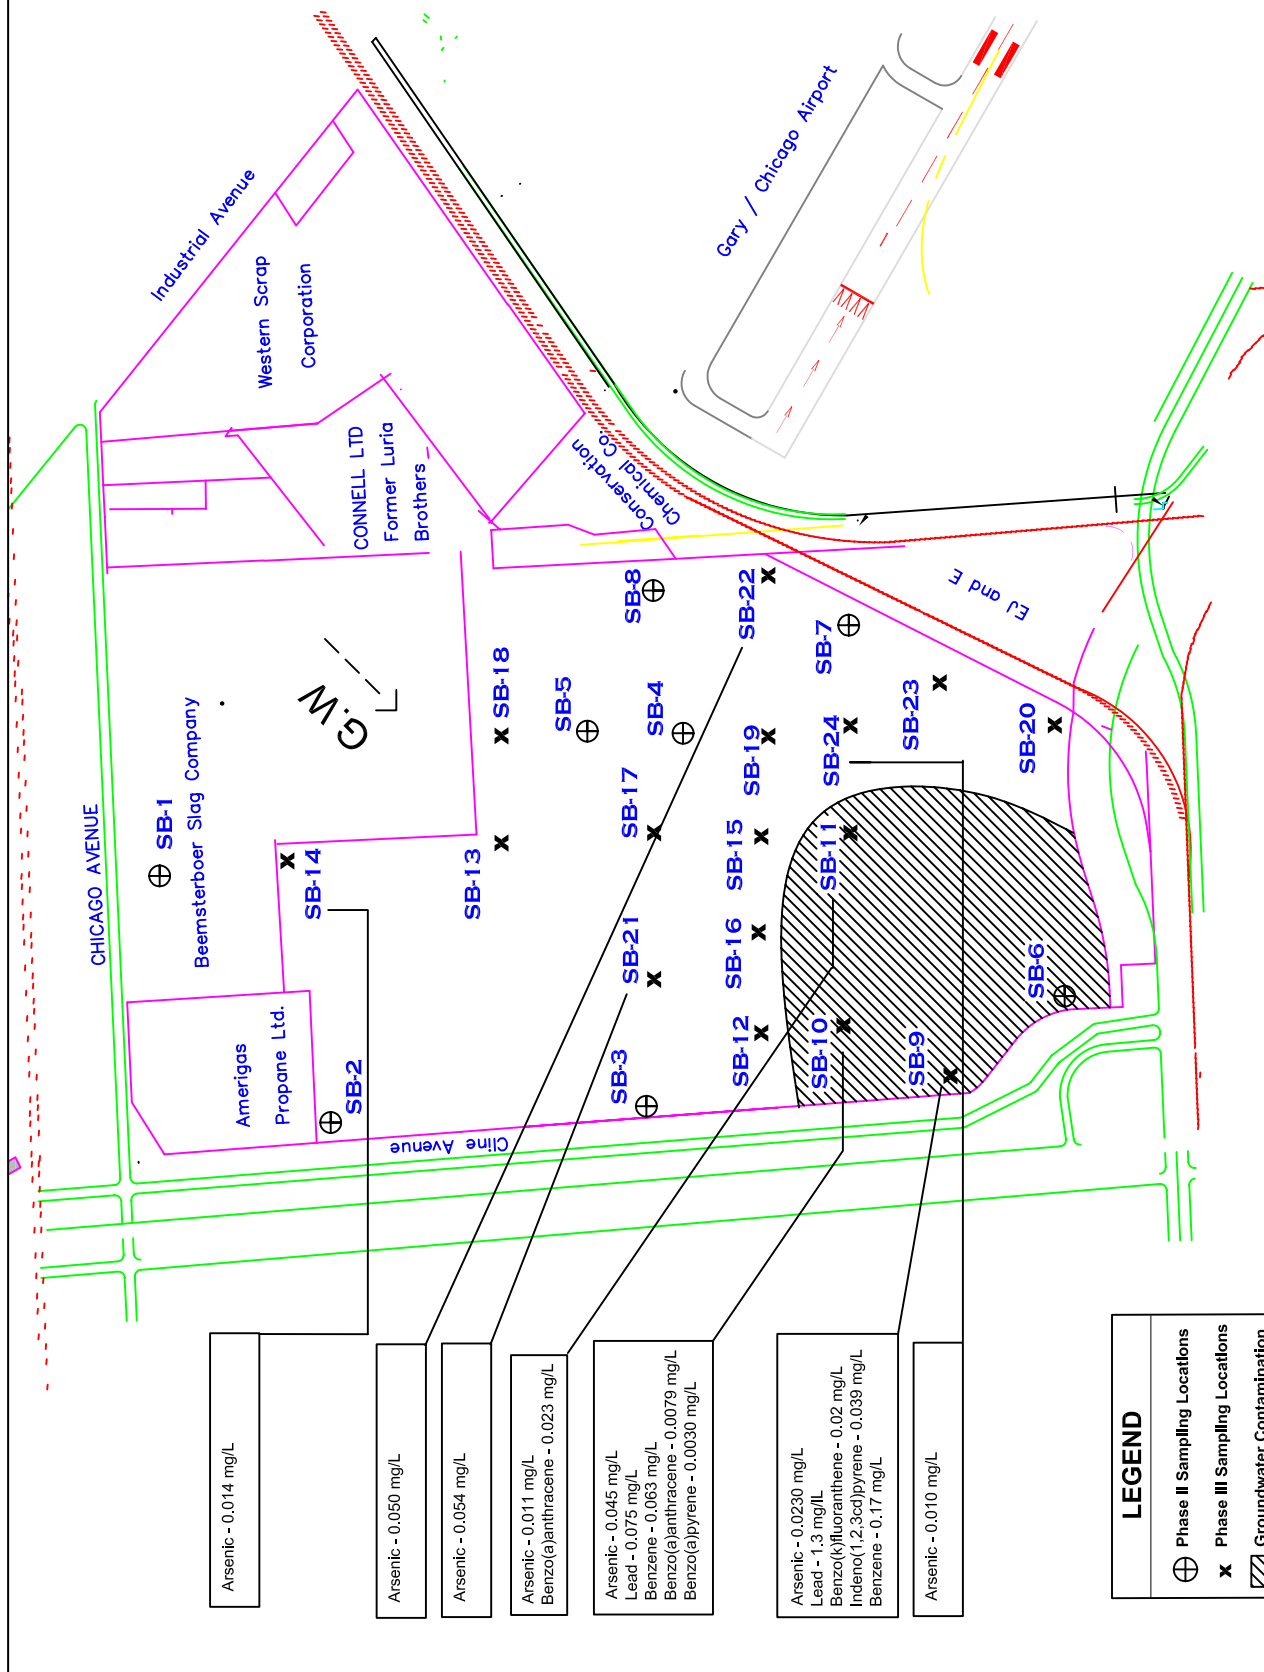 Industrial Avenue
Western Scrap
Corporation
CONNELL LTD
Former Luria
Brothers
Conservation
Chemical Co.
Gary / Chicago Airport
EJ and E
CHICAGO AVENUE
Beemsterboer Slag Company
Amerigas
Propane Ltd.
Cline Avenue
G.W
SB-1
SB-14
SB-2
SB-13
SB-18
SB-5
SB-8
SB-4
SB-17
SB-21
SB-3
SB-22
SB-19
SB-15
SB-16
SB-12
SB-7
SB-24
SB-11
SB-10
SB-23
SB-9
SB-20
SB-6
Arsenic - 0.014 mg/L
Arsenic - 0.050 mg/L
Arsenic - 0.054 mg/L
Arsenic - 0.011 mg/L
Benzo(a)anthracene - 0.023 mg/L
Arsenic - 0.045 mg/L
Lead - 0.075 mg/L
Benzene - 0.063 mg/L
Benzo(a)anthracene - 0.0079 mg/L
Benzo(a)pyrene - 0.0030 mg/L
Arsenic - 0.0230 mg/L
Lead - 1.3 mg/IL
Benzo(k)fluoranthene - 0.02 mg/L
Indeno(1,2,3cd)pyrene - 0.039 mg/L
Benzene - 0.17 mg/L
Arsenic - 0.010 mg/L
LEGEND
Phase II Sampling Locations
Phase III Sampling Locations
Groundwater Contamination